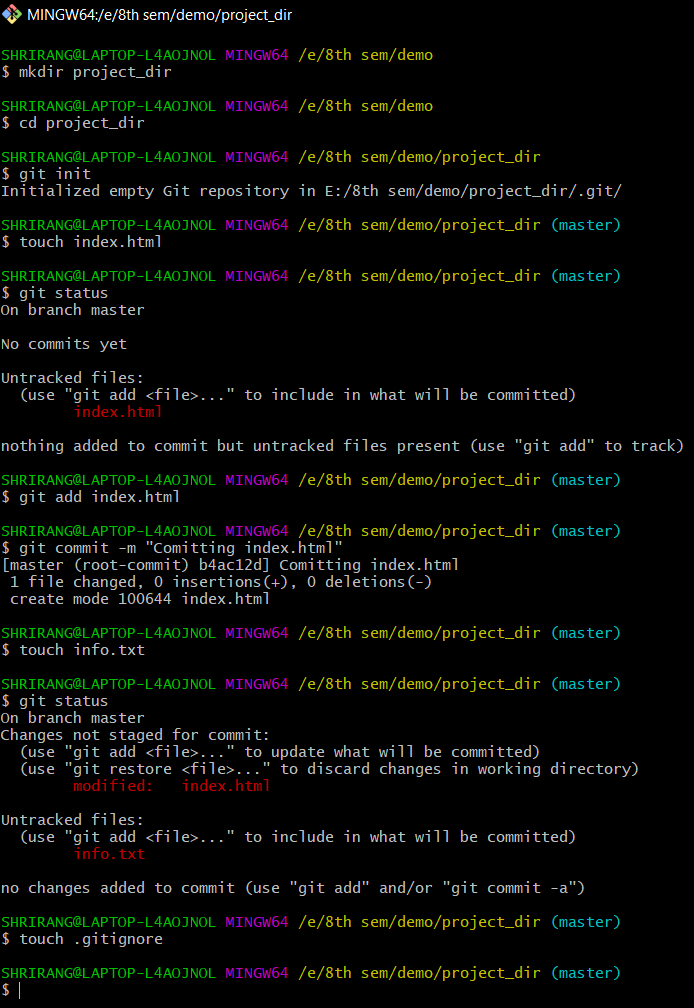 MINGW64:/e/8th sem/demo/project_dir
SHRIRANG@LAPTOP-L4AOJNOL MINGW64 /e/8th sem/demo
$ mkdir project_dir
SHRIRANG@LAPTOP-L4AOJNOL MINGW64 /e/8th sem/demo
$ cd project_dir
SHRIRANG@LAPTOP-L4AOJNOL MINGW64 /e/8th sem/demo/project_dir
$ git init
Initialized empty Git repository in E:/8th sem/demo/project_dir/.git/
SHRIRANG@LAPTOP-L4AOJNOL MINGW64 /e/8th sem/demo/project_dir (master)
$ touch index.html
SHRIRANG@LAPTOP-L4AOJNOL MINGW64 /e/8th sem/demo/project_dir (master)
$ git status
On branch master
No commits yet
Untracked files:
  (use "git add <file>..." to include in what will be committed)
        index.html
nothing added to commit but untracked files present (use "git add" to track)
SHRIRANG@LAPTOP-L4AOJNOL MINGW64 /e/8th sem/demo/project_dir (master)
$ git add index.html
SHRIRANG@LAPTOP-L4AOJNOL MINGW64 /e/8th sem/demo/project_dir (master)
$ git commit -m "Comitting index.html"
[master (root-commit) b4ac12d] Comitting index.html
 1 file changed, 0 insertions(+), 0 deletions(-)
 create mode 100644 index.html
SHRIRANG@LAPTOP-L4AOJNOL MINGW64 /e/8th sem/demo/project_dir (master)
$ touch info.txt
SHRIRANG@LAPTOP-L4AOJNOL MINGW64 /e/8th sem/demo/project_dir (master)
$ git status
On branch master
Changes not staged for commit:
  (use "git add <file>..." to update what will be committed)
  (use "git restore <file>..." to discard changes in working directory)
        modified:   index.html
Untracked files:
  (use "git add <file>..." to include in what will be committed)
        info.txt
no changes added to commit (use "git add" and/or "git commit -a")
SHRIRANG@LAPTOP-L4AOJNOL MINGW64 /e/8th sem/demo/project_dir (master)
$ touch .gitignore
SHRIRANG@LAPTOP-L4AOJNOL MINGW64 /e/8th sem/demo/project_dir (master)
$